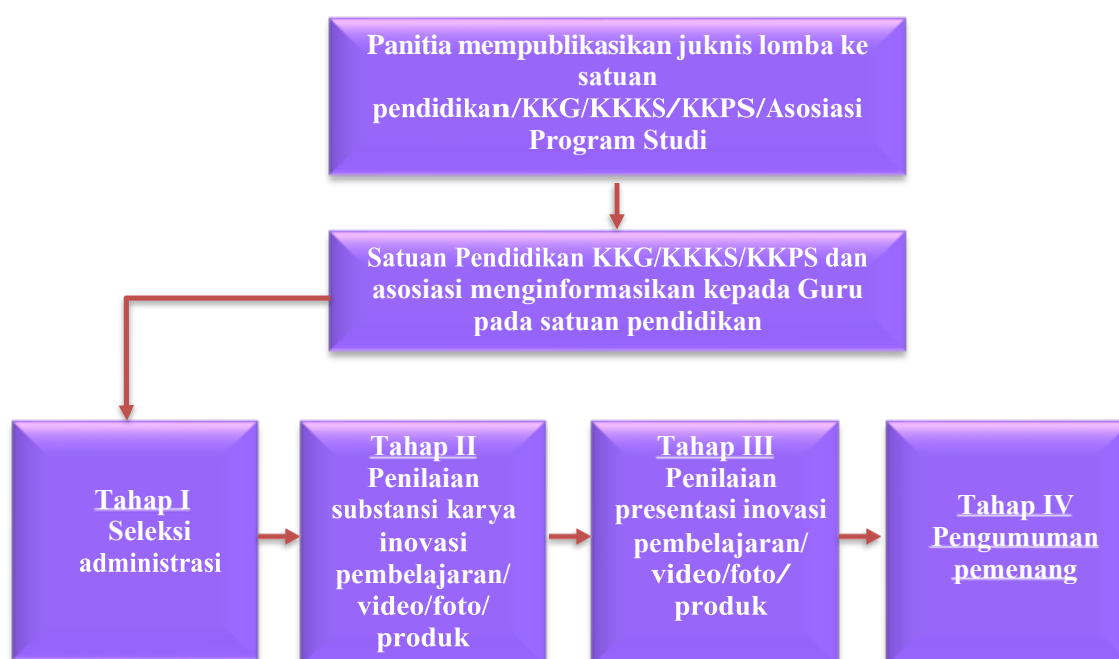 Panitia mempublikasikan juknis lomba ke
satuan
pendidikan/KKG/KKKS/KKPS/Asosiasi
Program Studi
Satuan Pendidikan KKG/KKKS/KKPS dan
asosiasi menginformasikan kepada Guru
pada satuan pendidikan
Tahap I
Seleksi
administrasi
Tahap II
Penilaian
substansi karya
inovasi
pembelajaran/
video/foto/
produk
Tahap III
Penilaian
presentasi inovasi
pembelajaran/
video/foto/
produk
Tahap IV
Pengumuman
pemenang